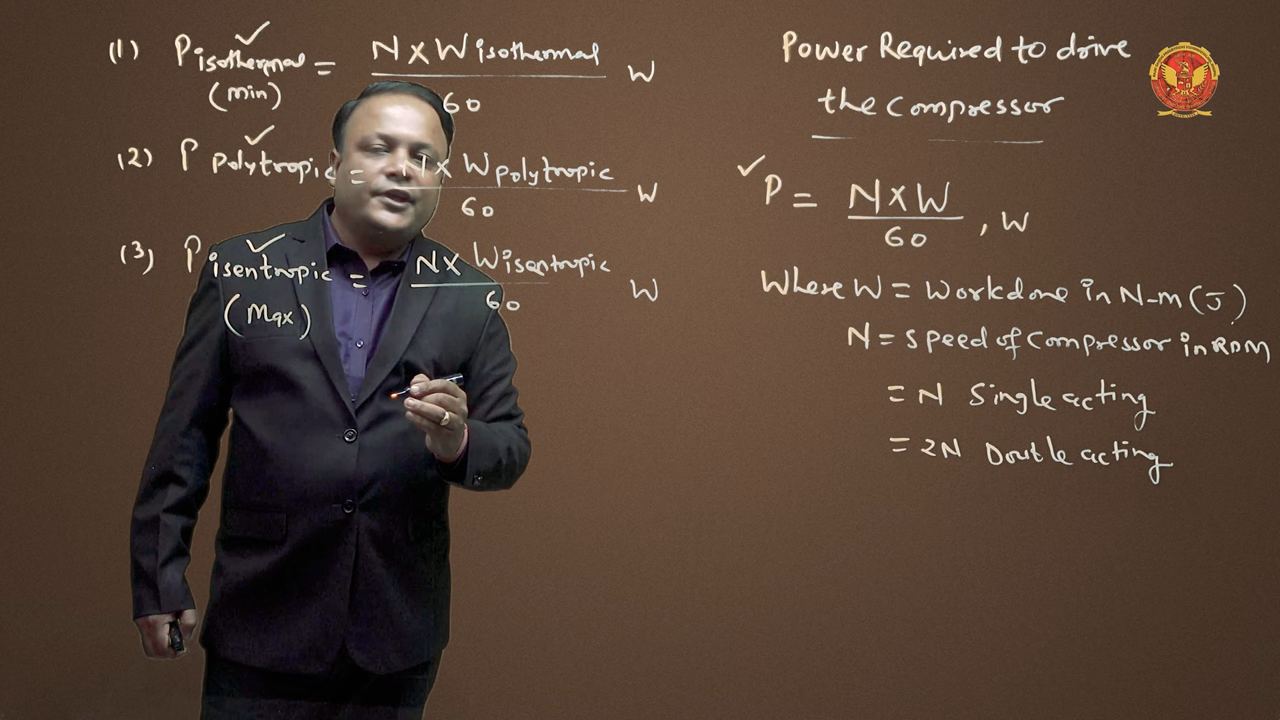 (1) P isothermal = N X W isothermal / 60 W
(min)
(2) P polytropic = N X W polytropic / 60 W
(3) P isentropic = N X W isentropic / 60 W
(Max)
Power Required to drive
the Compressor
P = N X W / 60 , W
Where W = Workdone in N-m (J)
N = Speed of Compressor in RPM
= N Single acting
= 2N Double acting